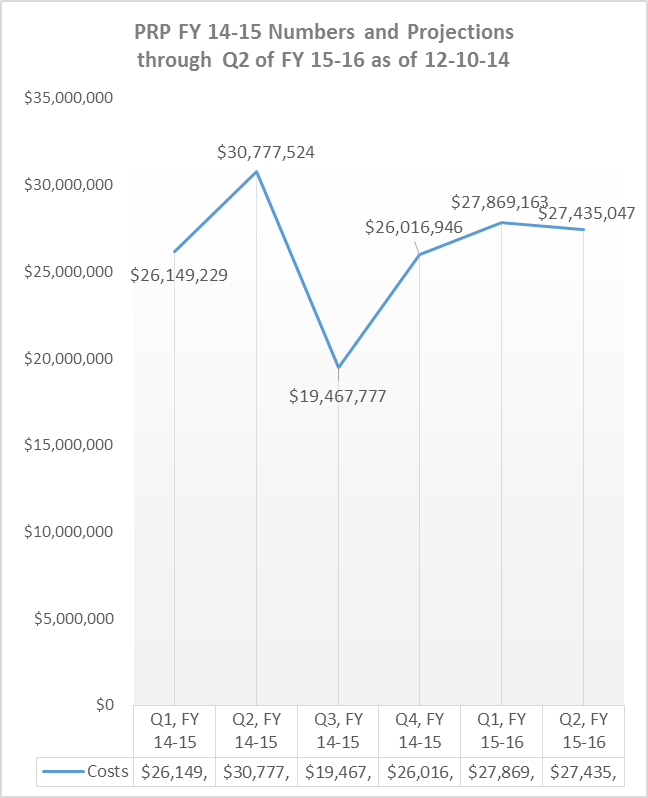 PRP FY 14-15 Numbers and Projections
through Q2 of FY 15-16 as of 12-10-14
$35,000,000
$30,777,524
$30,000,000
$27,869,163
$27,435,047
$26,016,946
$25,000,000
$26,149,229
$20,000,000
$19,467,777
$15,000,000
$10,000,000
$5,000,000
$0
Q1, FY Q2, FY Q3, FY Q4, FY Q1, FY Q2, FY
14-15 14-15 14-15 14-15 15-16 15-16
Costs $26,149, $30,777, $19,467, $26,016, $27,869, $27,435,